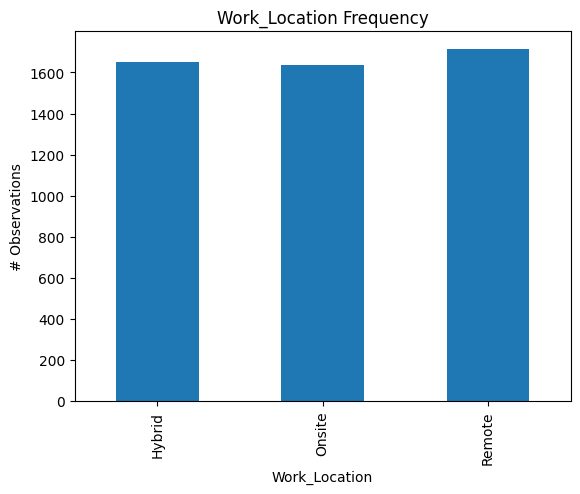 Work_Location Frequency
# Observations
1600
1400
1200
1000
800
600
400
200
0
Hybrid
Onsite
Remote
Work_Location